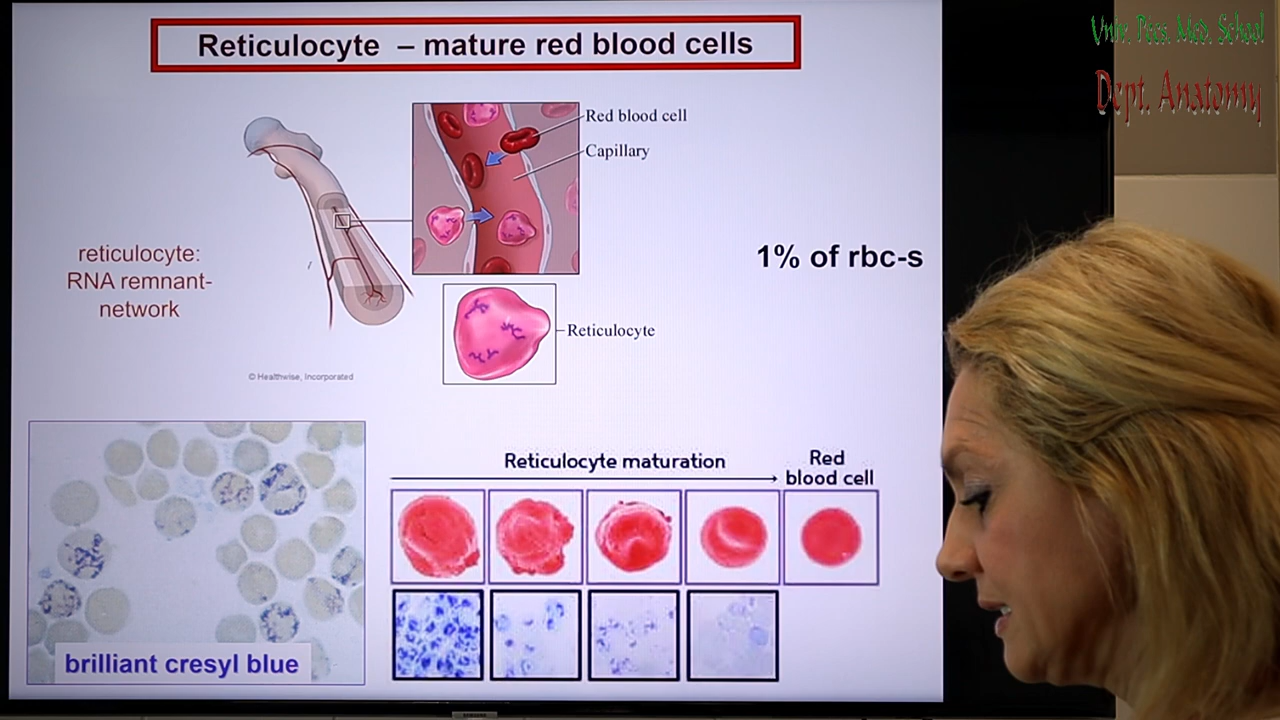 Reticulocyte – mature red blood cells
Univ. Pécs. Med. School
Dept. Anatomy
Red blood cell
Capillary
reticulocyte:
RNA remnant-
network
1% of rbc-s
Reticulocyte
© Healthwise, Incorporated
Reticulocyte maturation
Red
blood cell
brilliant cresyl blue